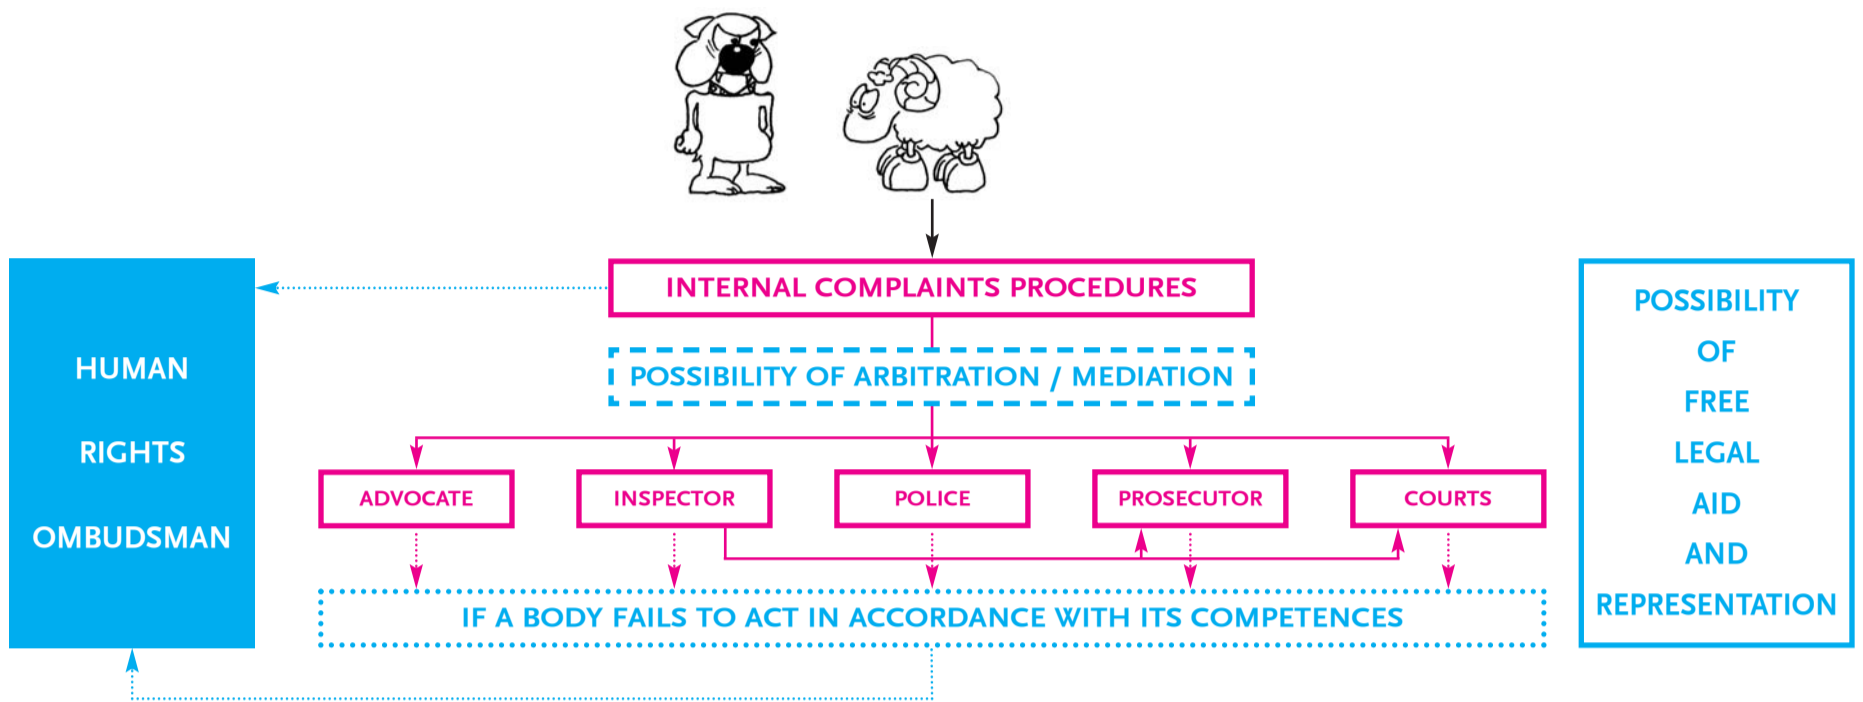 INTERNAL COMPLAINTS PROCEDURES
POSSIBILITY OF ARBITRATION / MEDIATION
HUMAN
RIGHTS
OMBUDSMAN
ADVOCATE
INSPECTOR
POLICE
PROSECUTOR
COURTS
IF A BODY FAILS TO ACT IN ACCORDANCE WITH ITS COMPETENCES
POSSIBILITY
OF
FREE
LEGAL
AID
AND
REPRESENTATION